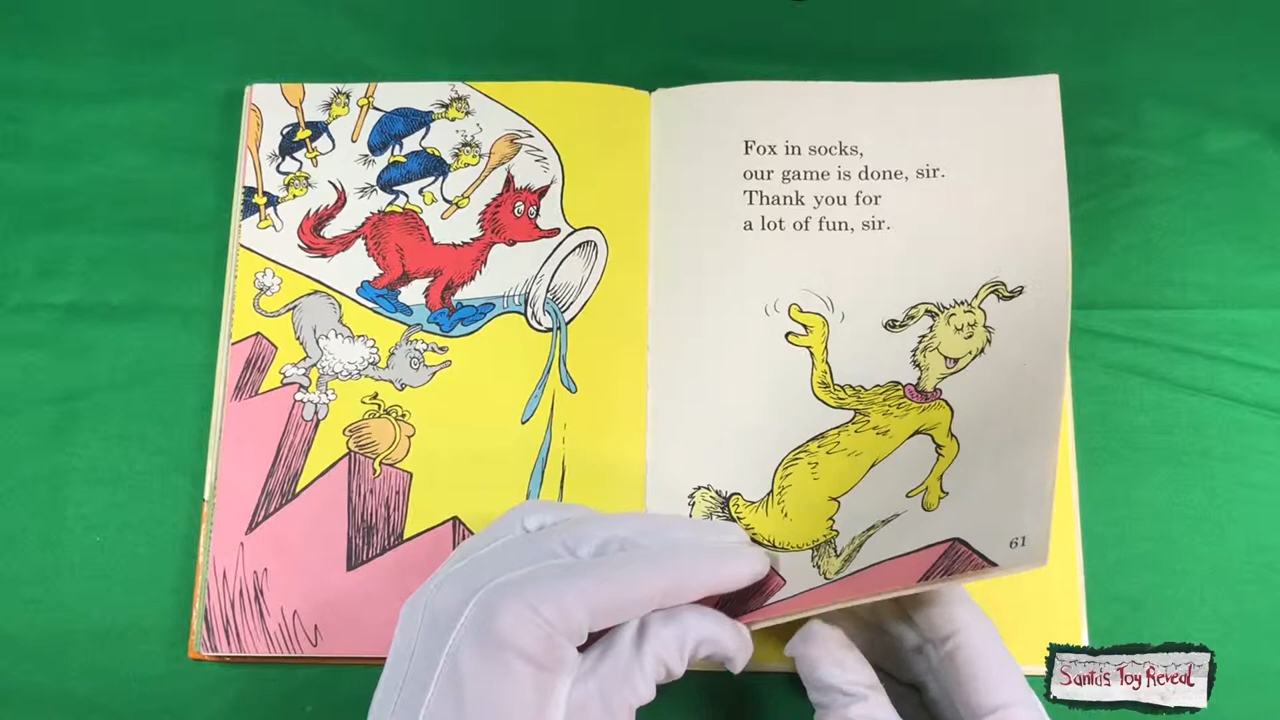 Fox in socks,
our game is done, sir.
Thank you for
a lot of fun, sir.
61
Santa's Toy Reveal